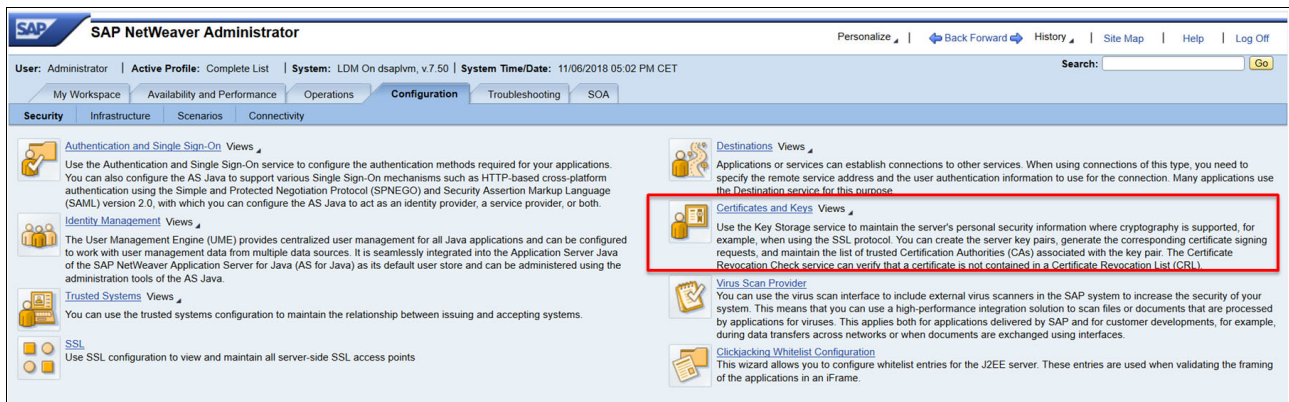 SAP
SAP NetWeaver Administrator
Personalize | Back Forward History | Site Map | Help | Log Off
User: Administrator | Active Profile: Complete List | System: LDM On dsaplvm, v.7.50 | System Time/Date: 11/06/2018 05:02 PM CET
Search: Go
My Workspace Availability and Performance Operations Configuration Troubleshooting SOA
Security Infrastructure Scenarios Connectivity
Authentication and Single Sign-On Views
Use the Authentication and Single Sign-On service to configure the authentication methods required for your applications.
You can also configure the AS Java to support various Single Sign-On mechanisms such as HTTP-based cross-platform
authentication using the Simple and Protected Negotiation Protocol (SPNEGO) and Security Assertion Markup Language
(SAML) version 2.0, with which you can configure the AS Java to act as an identity provider, a service provider, or both.
Identity Management Views
The User Management Engine (UME) provides centralized user management for all Java applications and can be configured
to work with user management data from multiple data sources. It is seamlessly integrated into the Application Server Java
of the SAP NetWeaver Application Server for Java (AS for Java) as its default user store and can be administered using the
administration tools of the AS Java.
Trusted Systems Views
You can use the trusted systems configuration to maintain the relationship between issuing and accepting systems.
SSL
Use SSL configuration to view and maintain all server-side SSL access points
Destinations Views
Applications or services can establish connections to other services. When using connections of this type, you need to
specify the remote service address and the user authentication information to use for the connection. Many applications use
the Destination service for this purpose
Certificates and Keys Views
Use the Key Storage service to maintain the server's personal security information where cryptography is supported, for
example, when using the SSL protocol. You can create the server key pairs, generate the corresponding certificate signing
requests, and maintain the list of trusted Certification Authorities (CAs) associated with the key pair. The Certificate
Revocation Check service can verify that a certificate is not contained in a Certificate Revocation List (CRL).
Virus Scan Provider
You can use the virus scan interface to include external virus scanners in the SAP system to increase the security of your
system. This means that you can use a high-performance integration solution to scan files or documents that are processed
by applications for viruses. This applies both for applications delivered by SAP and for customer developments, for example,
during data transfers across networks or when documents are exchanged using interfaces.
Clickjacking Whitelist Configuration
This wizard allows you to configure whitelist entries for the J2EE server. These entries are used when validating the framing
of the applications in an iFrame.